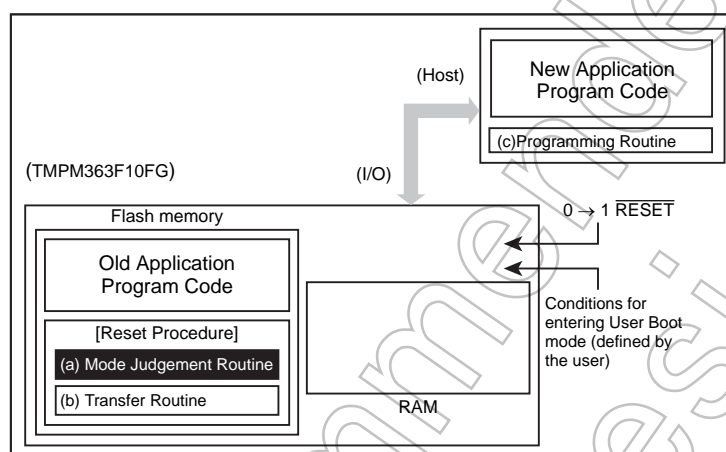 New Application
Program Code
(Host)
(c)Programming Routine
(TMPM363F10FG)
(I/O)
Flash memory
0 → 1 RESET
Old Application
Program Code
Conditions for
entering User Boot
mode (defined by
the user)
[Reset Procedure]
(a) Mode Judgement Routine
(b) Transfer Routine
RAM